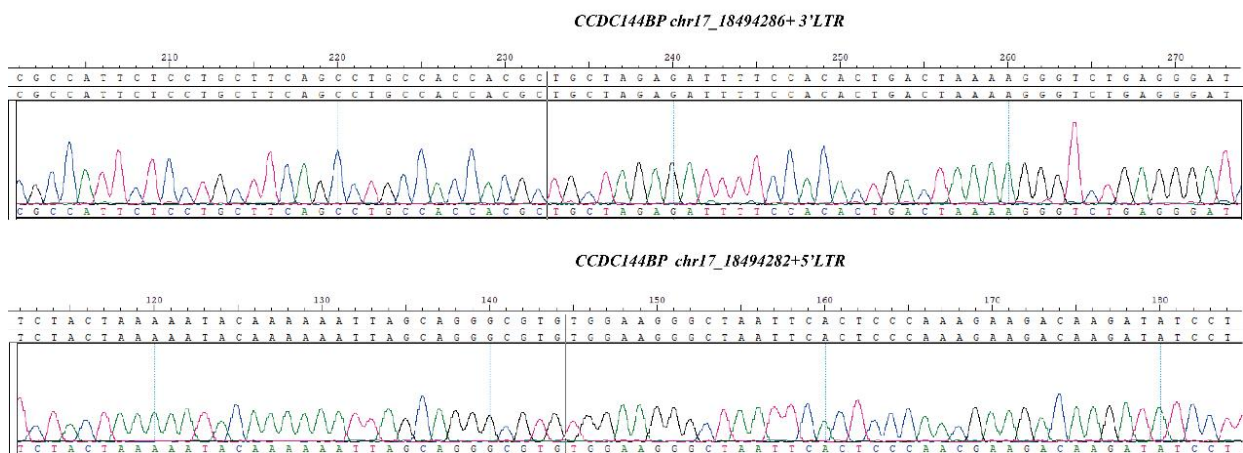 CCDC144BP chr17_18494286+ 3’LTR
210 220 230 240 250 260 270
C G C C A T T C T C C T G C T T C A G C C T G C C A C C A C G C T G C T A G A G A T T T T C C A C A C T G A C T A A A A G G G T C T G A G G G A T
C G C C A T T C T C C T G C T T C A G C C T G C C A C C A C G C T G C T A G A G A T T T T C C A C A C T G A C T A A A A G G G T C T G A G G G A T
C G C C A T T C T C C T G C T T C A G C C T G C C A C C A C G C T G C T A G A G A T T T T C C A C A C T G A C T A A A A G G G T C T G A G G G A T
CCDC144BP chr17_18494282+5’LTR
120 130 140 150 160 170 180
T C T A C T A A A A A T A C A A A A A A T T A G C A G G G C G T G T G G A A G G G C T A A T T C A C T C C C A A A G A A G A C A A G A T A T C C T
T C T A C T A A A A A T A C A A A A A A T T A G C A G G G C G T G T G G A A G G G C T A A T T C A C T C C C A A A G A A G A C A A G A T A T C C T
T C T A C T A A A A A T A C A A A A A A T T A G C A G G G C G T G T G G A A G G G C T A A T T C A C T C C C A A C G A A G A C A A G A T A T C C T